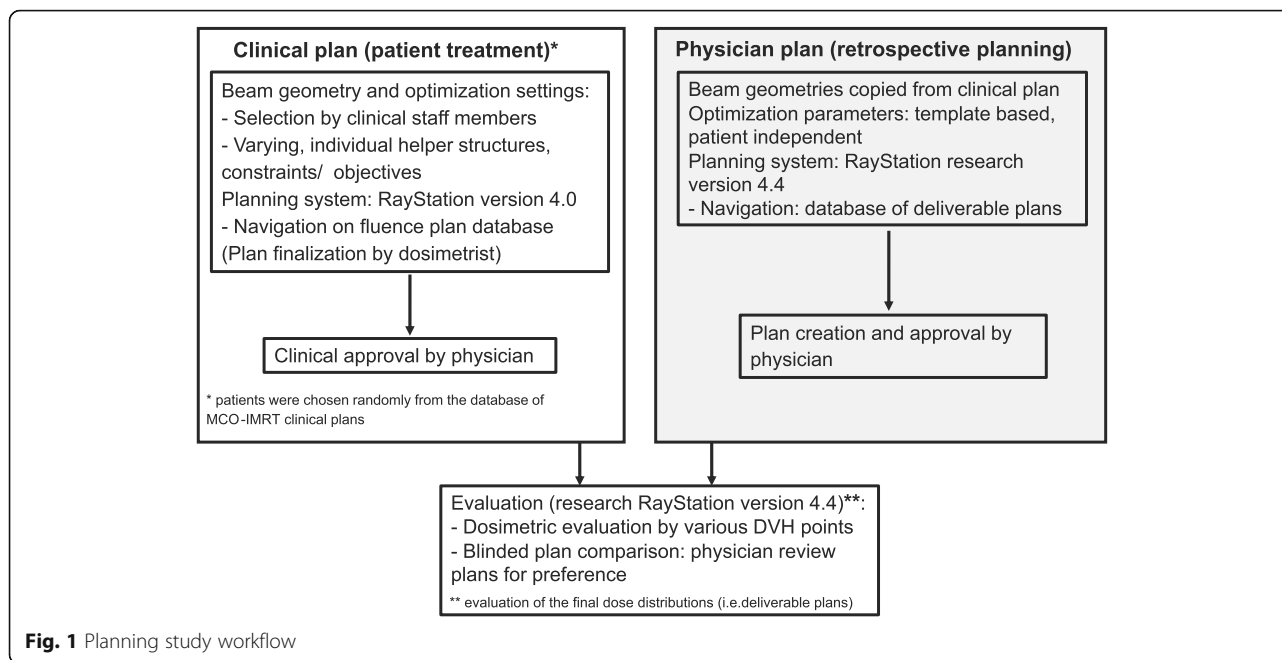 Clinical plan (patient treatment)*
Beam geometry and optimization settings:
- Selection by clinical staff members
- Varying, individual helper structures,
constraints/ objectives
Planning system: RayStation version 4.0
- Navigation on fluence plan database
(Plan finalization by dosimetrist)
Clinical approval by physician
* patients were chosen randomly from the database of
MCO-IMRT clinical plans
Physician plan (retrospective planning)
Beam geometries copied from clinical plan
Optimization parameters: template based,
patient independent
Planning system: RayStation research
version 4.4
- Navigation: database of deliverable plans
Plan creation and approval by
physician
Evaluation (research RayStation version 4.4)**:
- Dosimetric evaluation by various DVH points
- Blinded plan comparison: physician review
plans for preference
** evaluation of the final dose distributions (i.e.deliverable plans)
Fig. 1 Planning study workflow